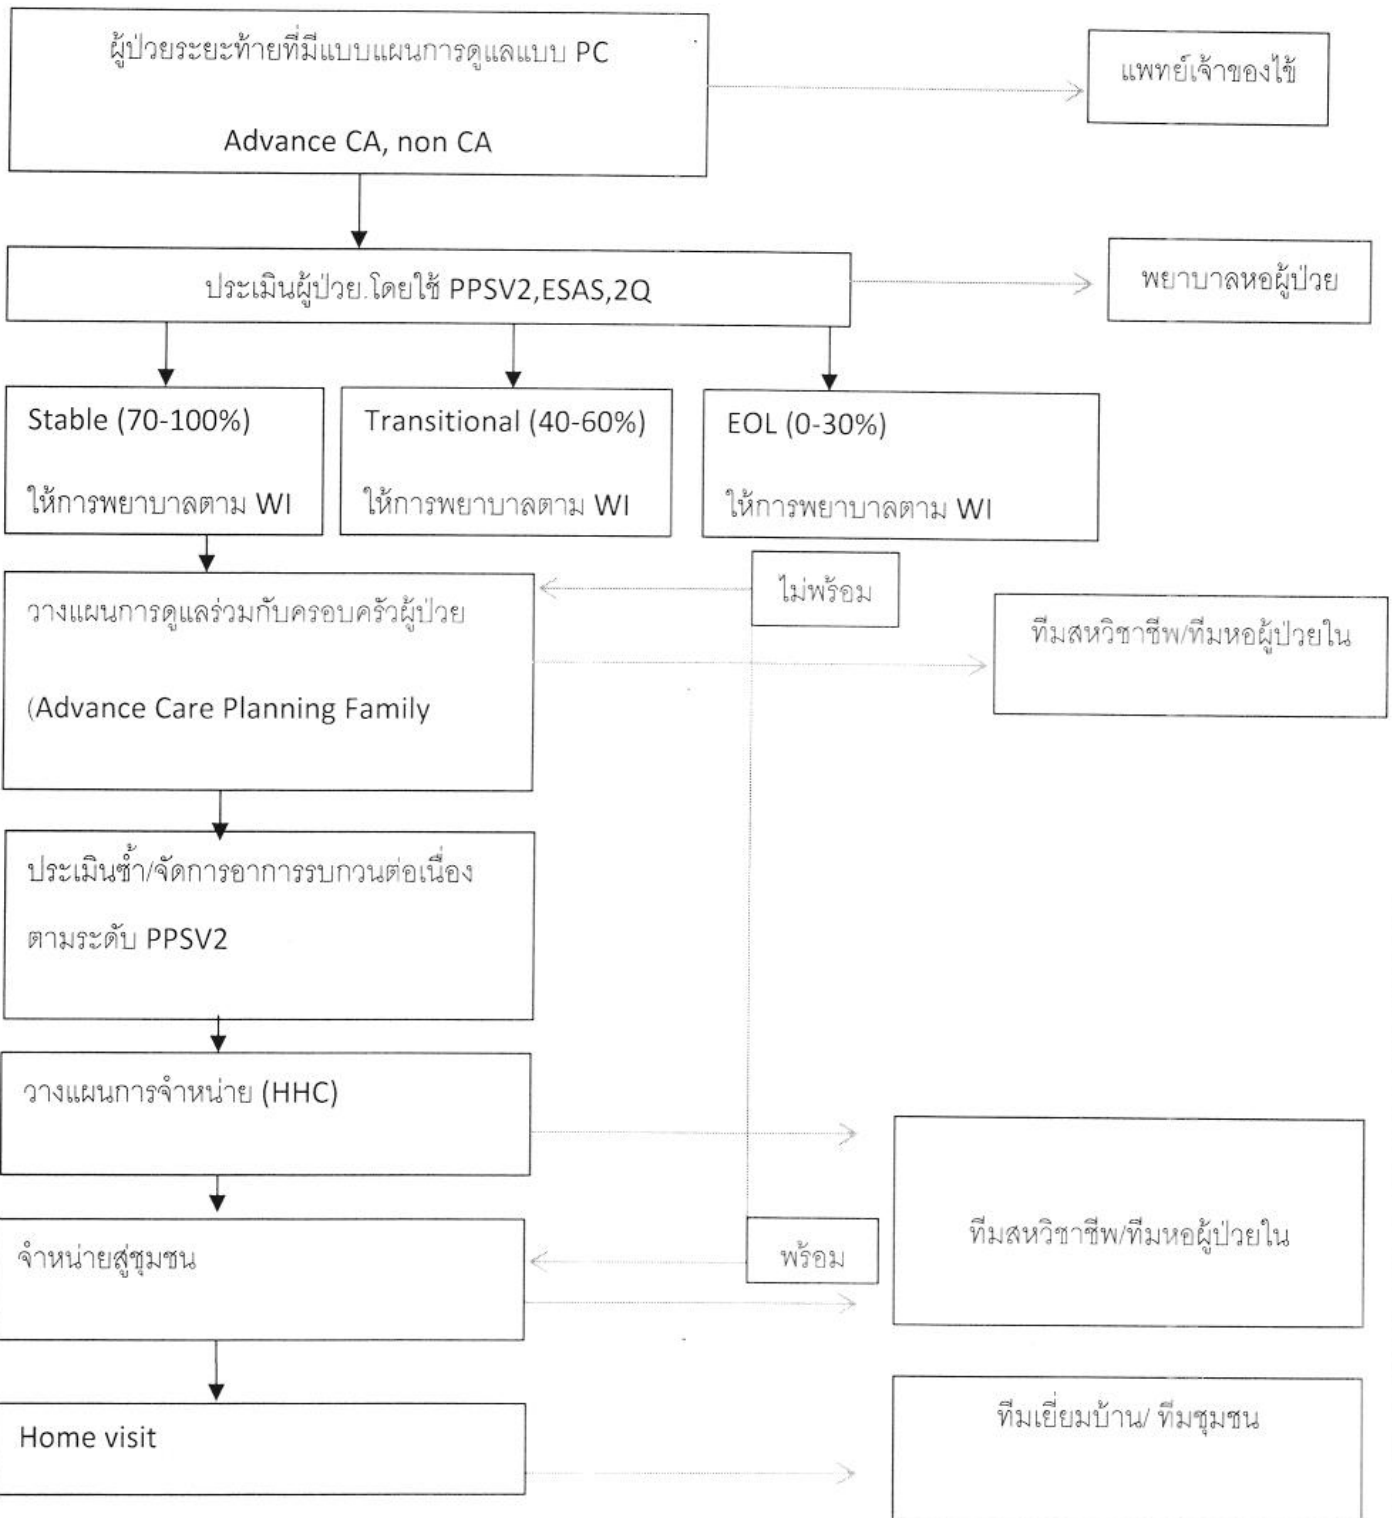 ผู้ป่วยระยะท้ายที่มีแบบแผนการดูแลแบบ PC
Advance CA, non CA
แพทย์เจ้าของไข้
ประเมินผู้ป่วย.โดยใช้ PPSV2,ESAS,2Q
พยาบาลหอผู้ป่วย
Stable (70-100%)
ให้การพยาบาลตาม WI
Transitional (40-60%)
ให้การพยาบาลตาม WI
EOL (0-30%)
ให้การพยาบาลตาม WI
วางแผนการดูแลร่วมกับครอบครัวผู้ป่วย
(Advance Care Planning Family
ไม่พร้อม
ทีมสหวิชาชีพ/ทีมหอผู้ป่วยใน
ประเมินซ้ำ/จัดการอาการรบกวนต่อเนื่อง
ตามระดับ PPSV2
วางแผนการจำหน่าย (HHC)
จำหน่ายสู่ชุมชน
พร้อม
ทีมสหวิชาชีพ/ทีมหอผู้ป่วยใน
Home visit
ทีมเยี่ยมบ้าน/ ทีมชุมชน